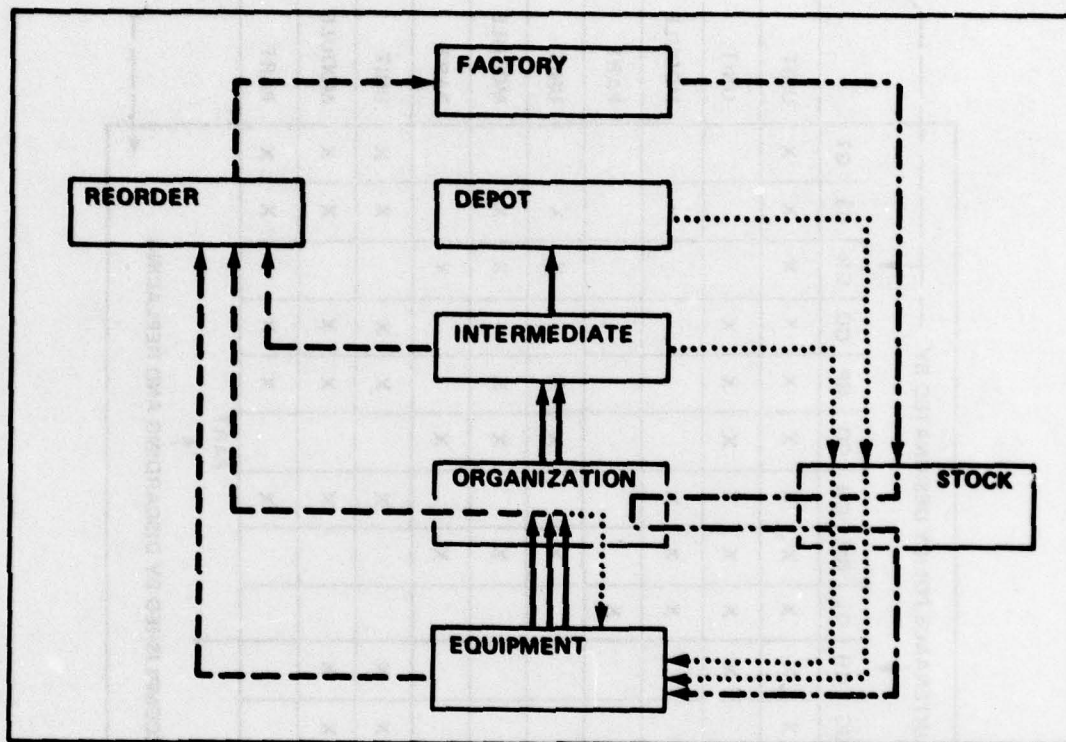 FACTORY
REORDER
DEPOT
INTERMEDIATE
ORGANIZATION
STOCK
EQUIPMENT